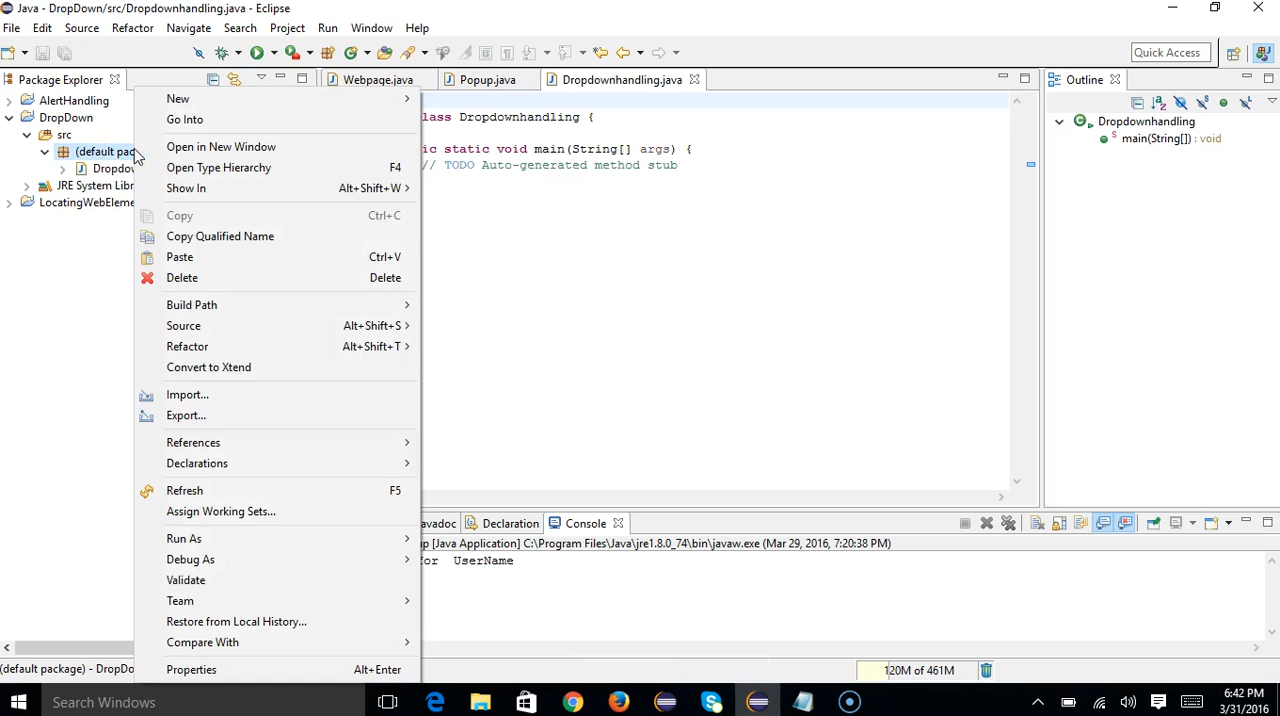 Java - DropDown/src/Dropdownhandling.java - Eclipse
File Edit Source Refactor Navigate Search Project Run Window Help
Quick Access
Package Explorer
Webpage.java
Popup.java
Dropdownhandling.java
Outline
AlertHandling
DropDown
src
(default pac
Dropdov
JRE System Libr
LocatingWebEleme
New
Go Into
Open in New Window
Open Type Hierarchy F4
Show In Alt+Shift+W
Copy Ctrl+C
Copy Qualified Name
Paste Ctrl+V
Delete Delete
Build Path
Source Alt+Shift+S
Refactor Alt+Shift+T
Convert to Xtend
Import...
Export...
References
Declarations
Refresh F5
Assign Working Sets...
Run As
Debug As
Validate
Team
Restore from Local History...
Compare With
Properties Alt+Enter
class Dropdownhandling {
ic static void main(String[] args) {
// TODO Auto-generated method stub
Dropdownhandling
main(String[]) : void
avadoc
Declaration
Console
up [Java Application] C:\Program Files\Java\jre1.8.0_74\bin\javaw.exe (Mar 29, 2016, 7:20:38 PM)
for UserName
(default package) - DropDo
120M of 461M
Search Windows
6:42 PM
3/31/2016